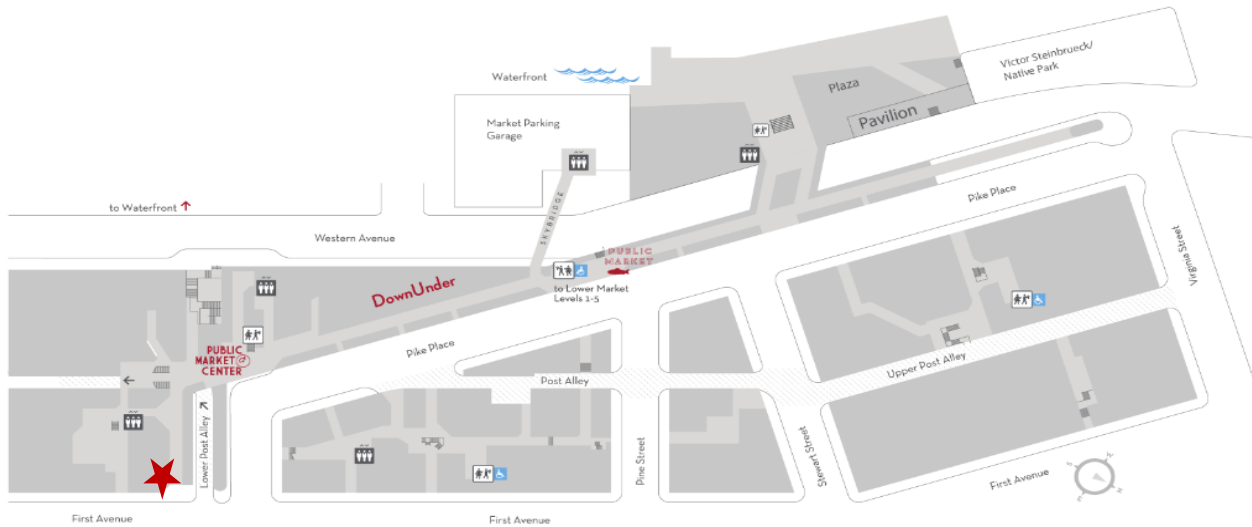 Waterfront
Market Parking
Garage
Plaza
Pavilion
Victor Steinbrueck/
Native Park
to Waterfront
Western Avenue
SKYBRIDGE
PUBLIC
MARKET
to Lower Market
Levels 1-5
DownUnder
PUBLIC
MARKET @
CENTER
Pike Place
Pike Place
Virginia Street
Post Alley
Upper Post Alley
Lower Post Alley
Pine Street
Stewart Street
First Avenue
First Avenue
First Avenue